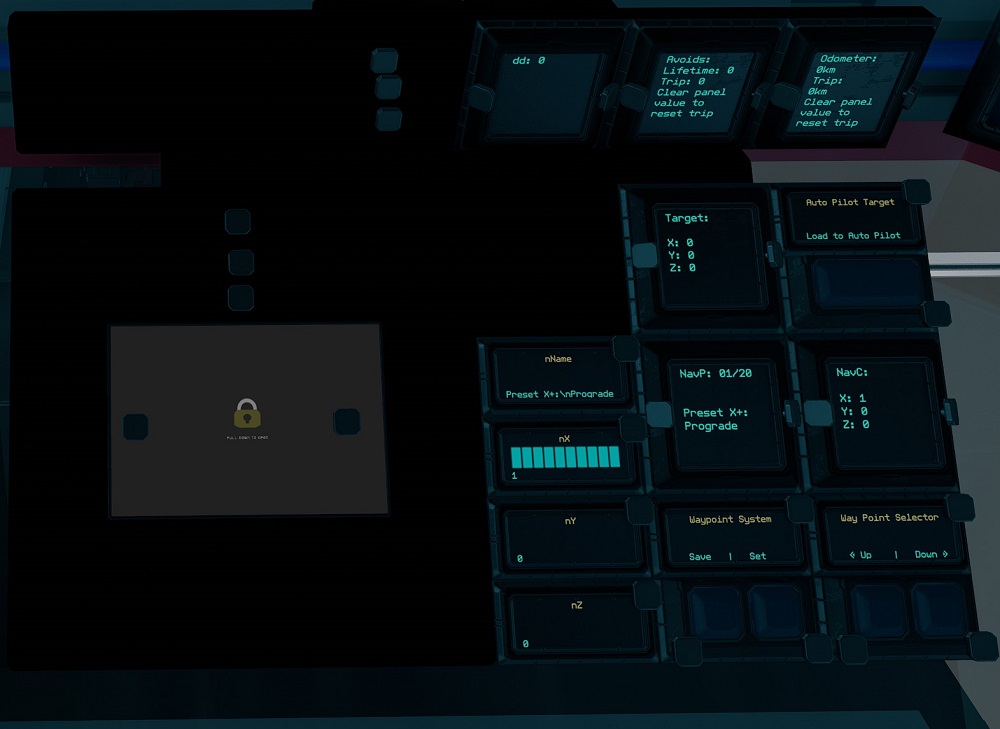 dd: 0
Avoids:
Lifetime: 0
Trip: 0
Clear panel
value to
reset trip
Odometer:
0km
Trip:
0km
Clear panel
value to
reset trip
Target:
X: 0
Y: 0
Z: 0
Auto Pilot Target
Load to Auto Pilot
nName
Preset X+:\nPrograde
NavP: 01/20
Preset X+:
Prograde
NavC:
X: 1
Y: 0
Z: 0
nX
1
nY
0
Waypoint System
Save | Set
Way Point Selector
« Up | Down »
nZ
0